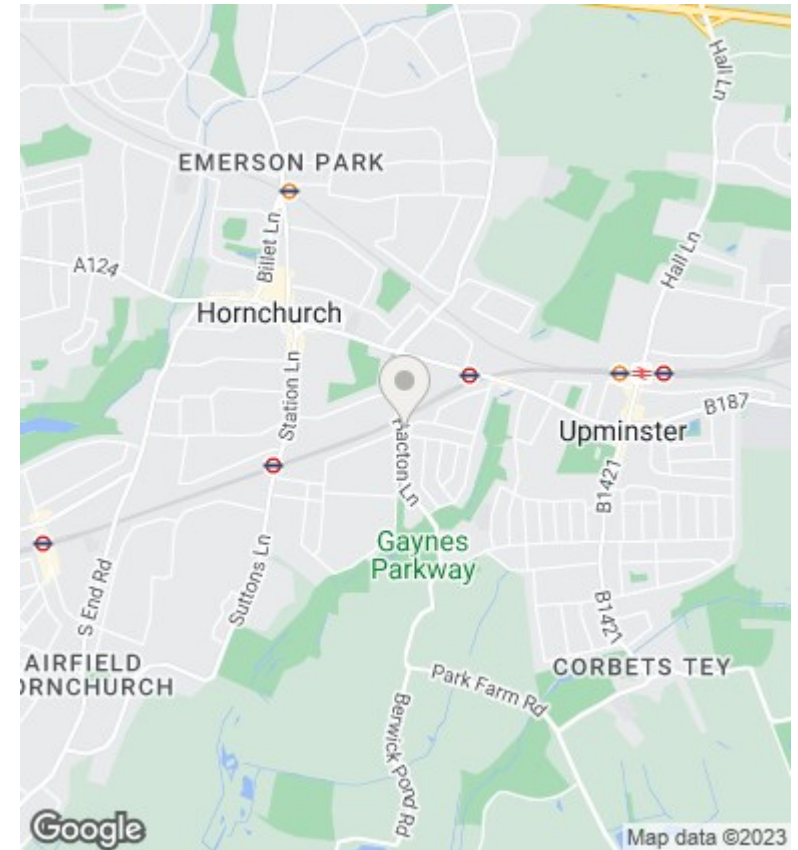 Hall Ln
EMERSON PARK
Billet Ln
A124
Hall Ln
Hornchurch
Station Ln
B187
Upminster
Hacton Ln
B1421
Gaynes
Parkway
Suttons Ln
S End Rd
B1421
AIRFIELD
ORNCHURCH
CORBETS TEY
Park Farm Rd
Berwick Pond Rd
Google
Map data ©2023